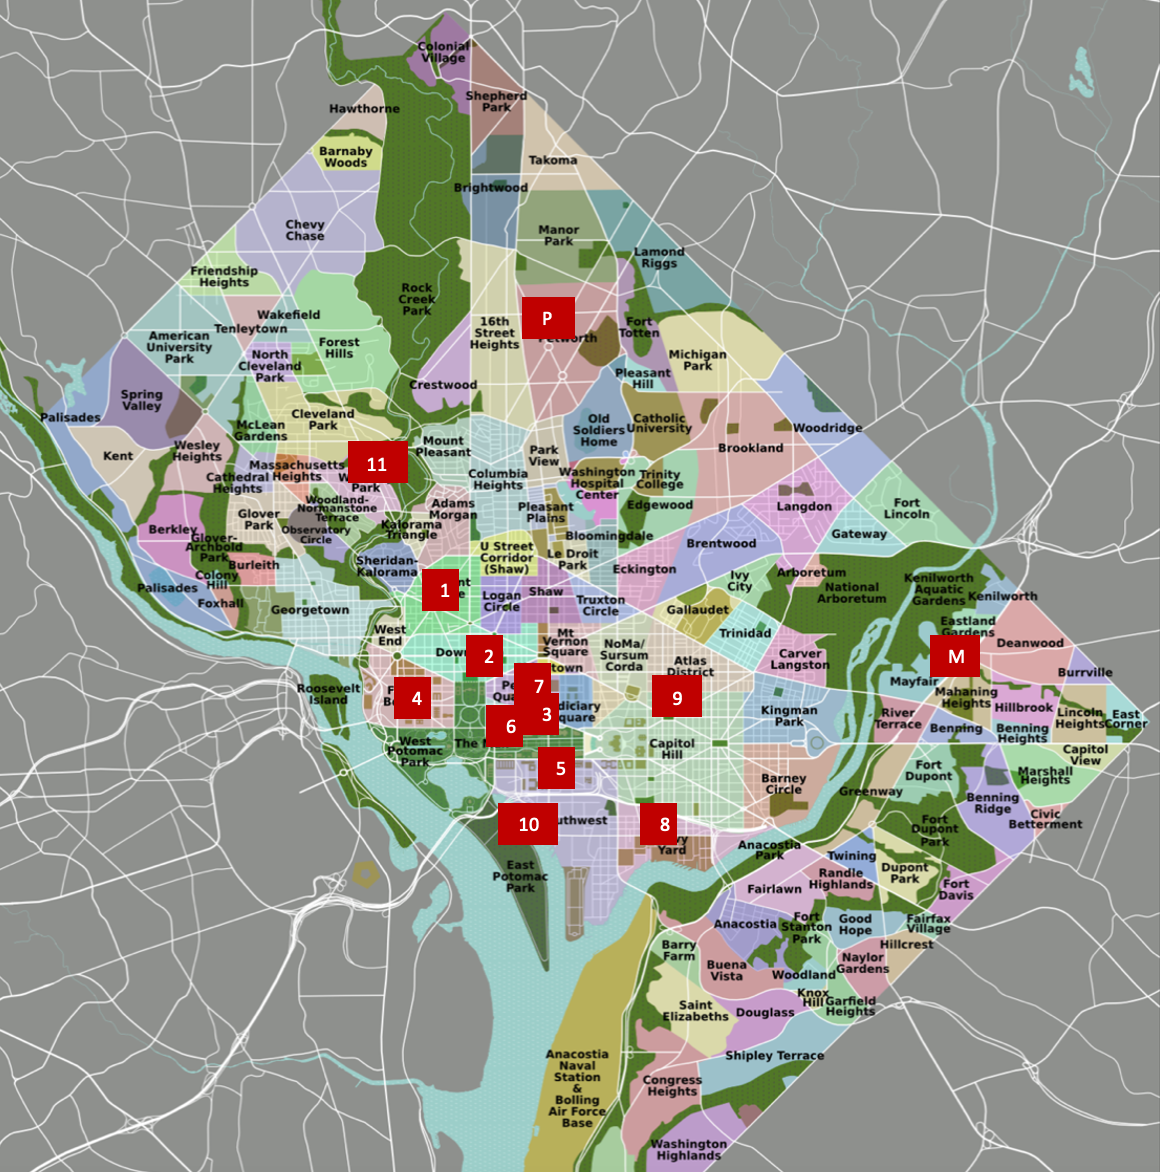 Colonial
Village
Shepherd
Park
Hawthorne
Barnaby
Woods
Takoma
Brightwood
Chevy
Chase
Manor
Park
Lamond
Riggs
Friendship
Heights
Rock
Creek
Park
Wakefield
Tenleytown
American
University
Park
Forest
Hills
16th
Street
Heights
P
Fort
Totten
North
Cleveland
Park
Michigan
Park
Pleasant
Hill
Crestwood
Spring
Valley
Palisades
McLean
Gardens
Cleveland
Park
Old
Soldiers
Home
Catholic
University
Woodridge
Mount
Pleasant
Brookland
Kent
Wesley
Heights
Park
View
11
Massachusetts
Heights
W
Park
Cathedral
Heights
Columbia
Heights
Washington
Hospital
Center
Trinity
College
Edgewood
Langdon
Fort
Lincoln
Woodland-
Normanstone
Terrace
Adams
Morgan
Pleasant
Plains
Glover
Park
Observatory
Circle
Kalorama
Triangle
Berkley
Glover-
Archbold
Park
Bloomingdale
Gateway
Brentwood
U Street
Corridor
(Shaw)
Le Droit
Park
Burleith
Sheridan-
Kalorama
Eckington
Colony
Hill
Palisades
Foxhall
Georgetown
1
nt
e
Logan
Circle
Shaw
Truxton
Circle
Ivy
City
Arboretum
National
Arboretum
Kenilworth
Aquatic
Gardens
Kenilworth
Gallaudet
Trinidad
Eastland
Gardens
Deanwood
West
End
Dow
2
Mt
Vernon
Square
town
NoMa/
Sursum
Corda
Atlas
District
Carver
Langston
M
Mayfair
Burrville
Roosevelt
Island
4
F
B
Pe
Qua
7
3
diciary
quare
6
9
Kingman
Park
Mahaning
Heights
River
Terrace
Hillbrook
Lincoln
Heights
East
Corner
Benning
Benning
Heights
Capitol
View
West
Potomac
Park
The
Capitol
Hill
5
Fort
Dupont
Marshall
Heights
Barney
Circle
Greenway
Benning
Ridge
Civic
Betterment
10
uthwest
8
vy
Yard
Fort
Dupont
Park
Anacostia
Park
Twining
East
Potomac
Park
Randle
Highlands
Dupont
Park
Fairlawn
Fort
Davis
Anacostia
Fort
Stanton
Park
Good
Hope
Fairfax
Village
Hillcrest
Barry
Farm
Buena
Vista
Naylor
Gardens
Woodland
Knox
Hill
Garfield
Heights
Saint
Elizabeths
Douglass
Shipley Terrace
Anacostia
Naval
Station
&
Bolling
Air Force
Base
Congress
Heights
Washington
Highlands